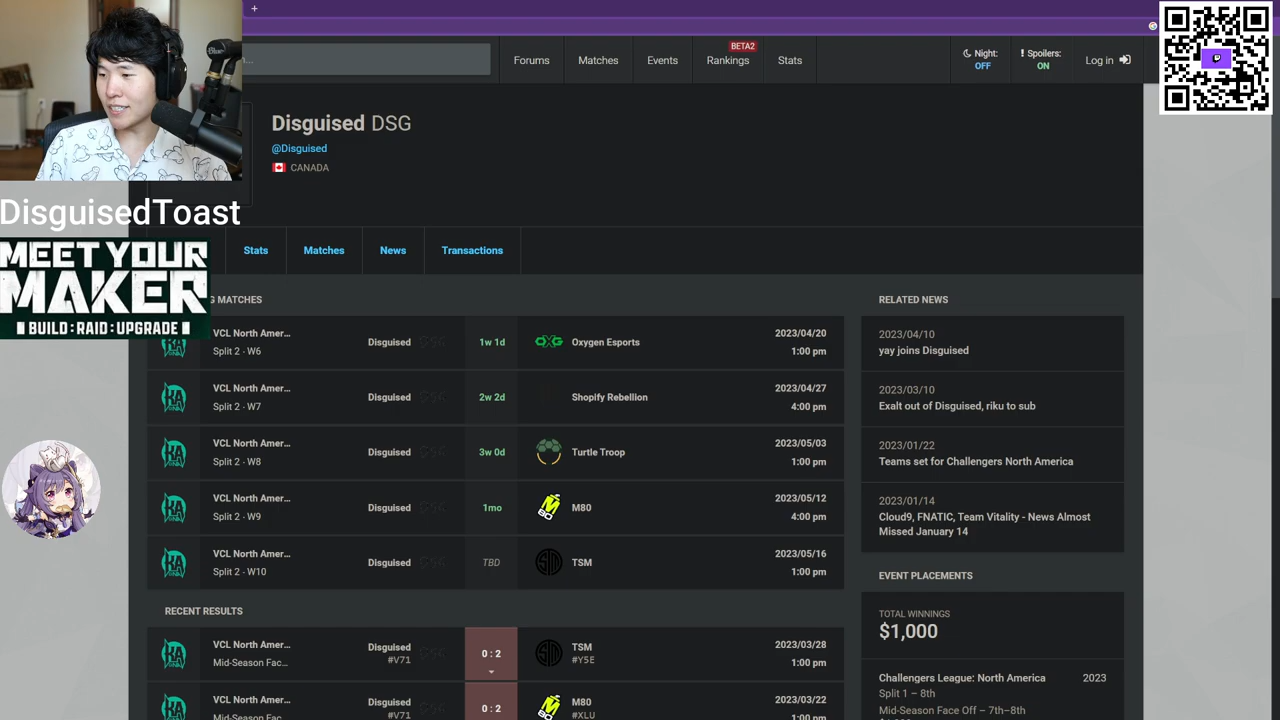 +
...
Forums
Matches
Events
BETA2
Rankings
Stats
Night:
OFF
! Spoilers:
ON
Log in
Disguised DSG
@Disguised
CANADA
DisguisedToast
MEET YOUR
MAKER
BUILD:RAID:UPGRADE
Stats
Matches
News
Transactions
G MATCHES
VCL North Amer...
Split 2 - W6
Disguised
1w 1d
OXG
Oxygen Esports
2023/04/20
1:00 pm
VCL North Amer...
Split 2 - W7
Disguised
2w 2d
Shopify Rebellion
2023/04/27
4:00 pm
VCL North Amer...
Split 2 - W8
Disguised
3w 0d
Turtle Troop
2023/05/03
1:00 pm
VCL North Amer...
Split 2 - W9
Disguised
1mo
M80
2023/05/12
4:00 pm
VCL North Amer...
Split 2 - W10
Disguised
TBD
TSM
2023/05/16
1:00 pm
RECENT RESULTS
VCL North Amer...
Mid-Season Fac...
Disguised
#V71
0 : 2
TSM
#Y5E
2023/03/28
1:00 pm
VCL North Amer...
Mid-Season Fac...
Disguised
#V71
0 : 2
M80
#XLU
2023/03/22
1:00 pm
RELATED NEWS
2023/04/10
yay joins Disguised
2023/03/10
Exalt out of Disguised, riku to sub
2023/01/22
Teams set for Challengers North America
2023/01/14
Cloud9, FNATIC, Team Vitality - News Almost
Missed January 14
EVENT PLACEMENTS
TOTAL WINNINGS
$1,000
Challengers League: North America
2023
Split 1 – 8th
Mid-Season Face Off – 7th–8th